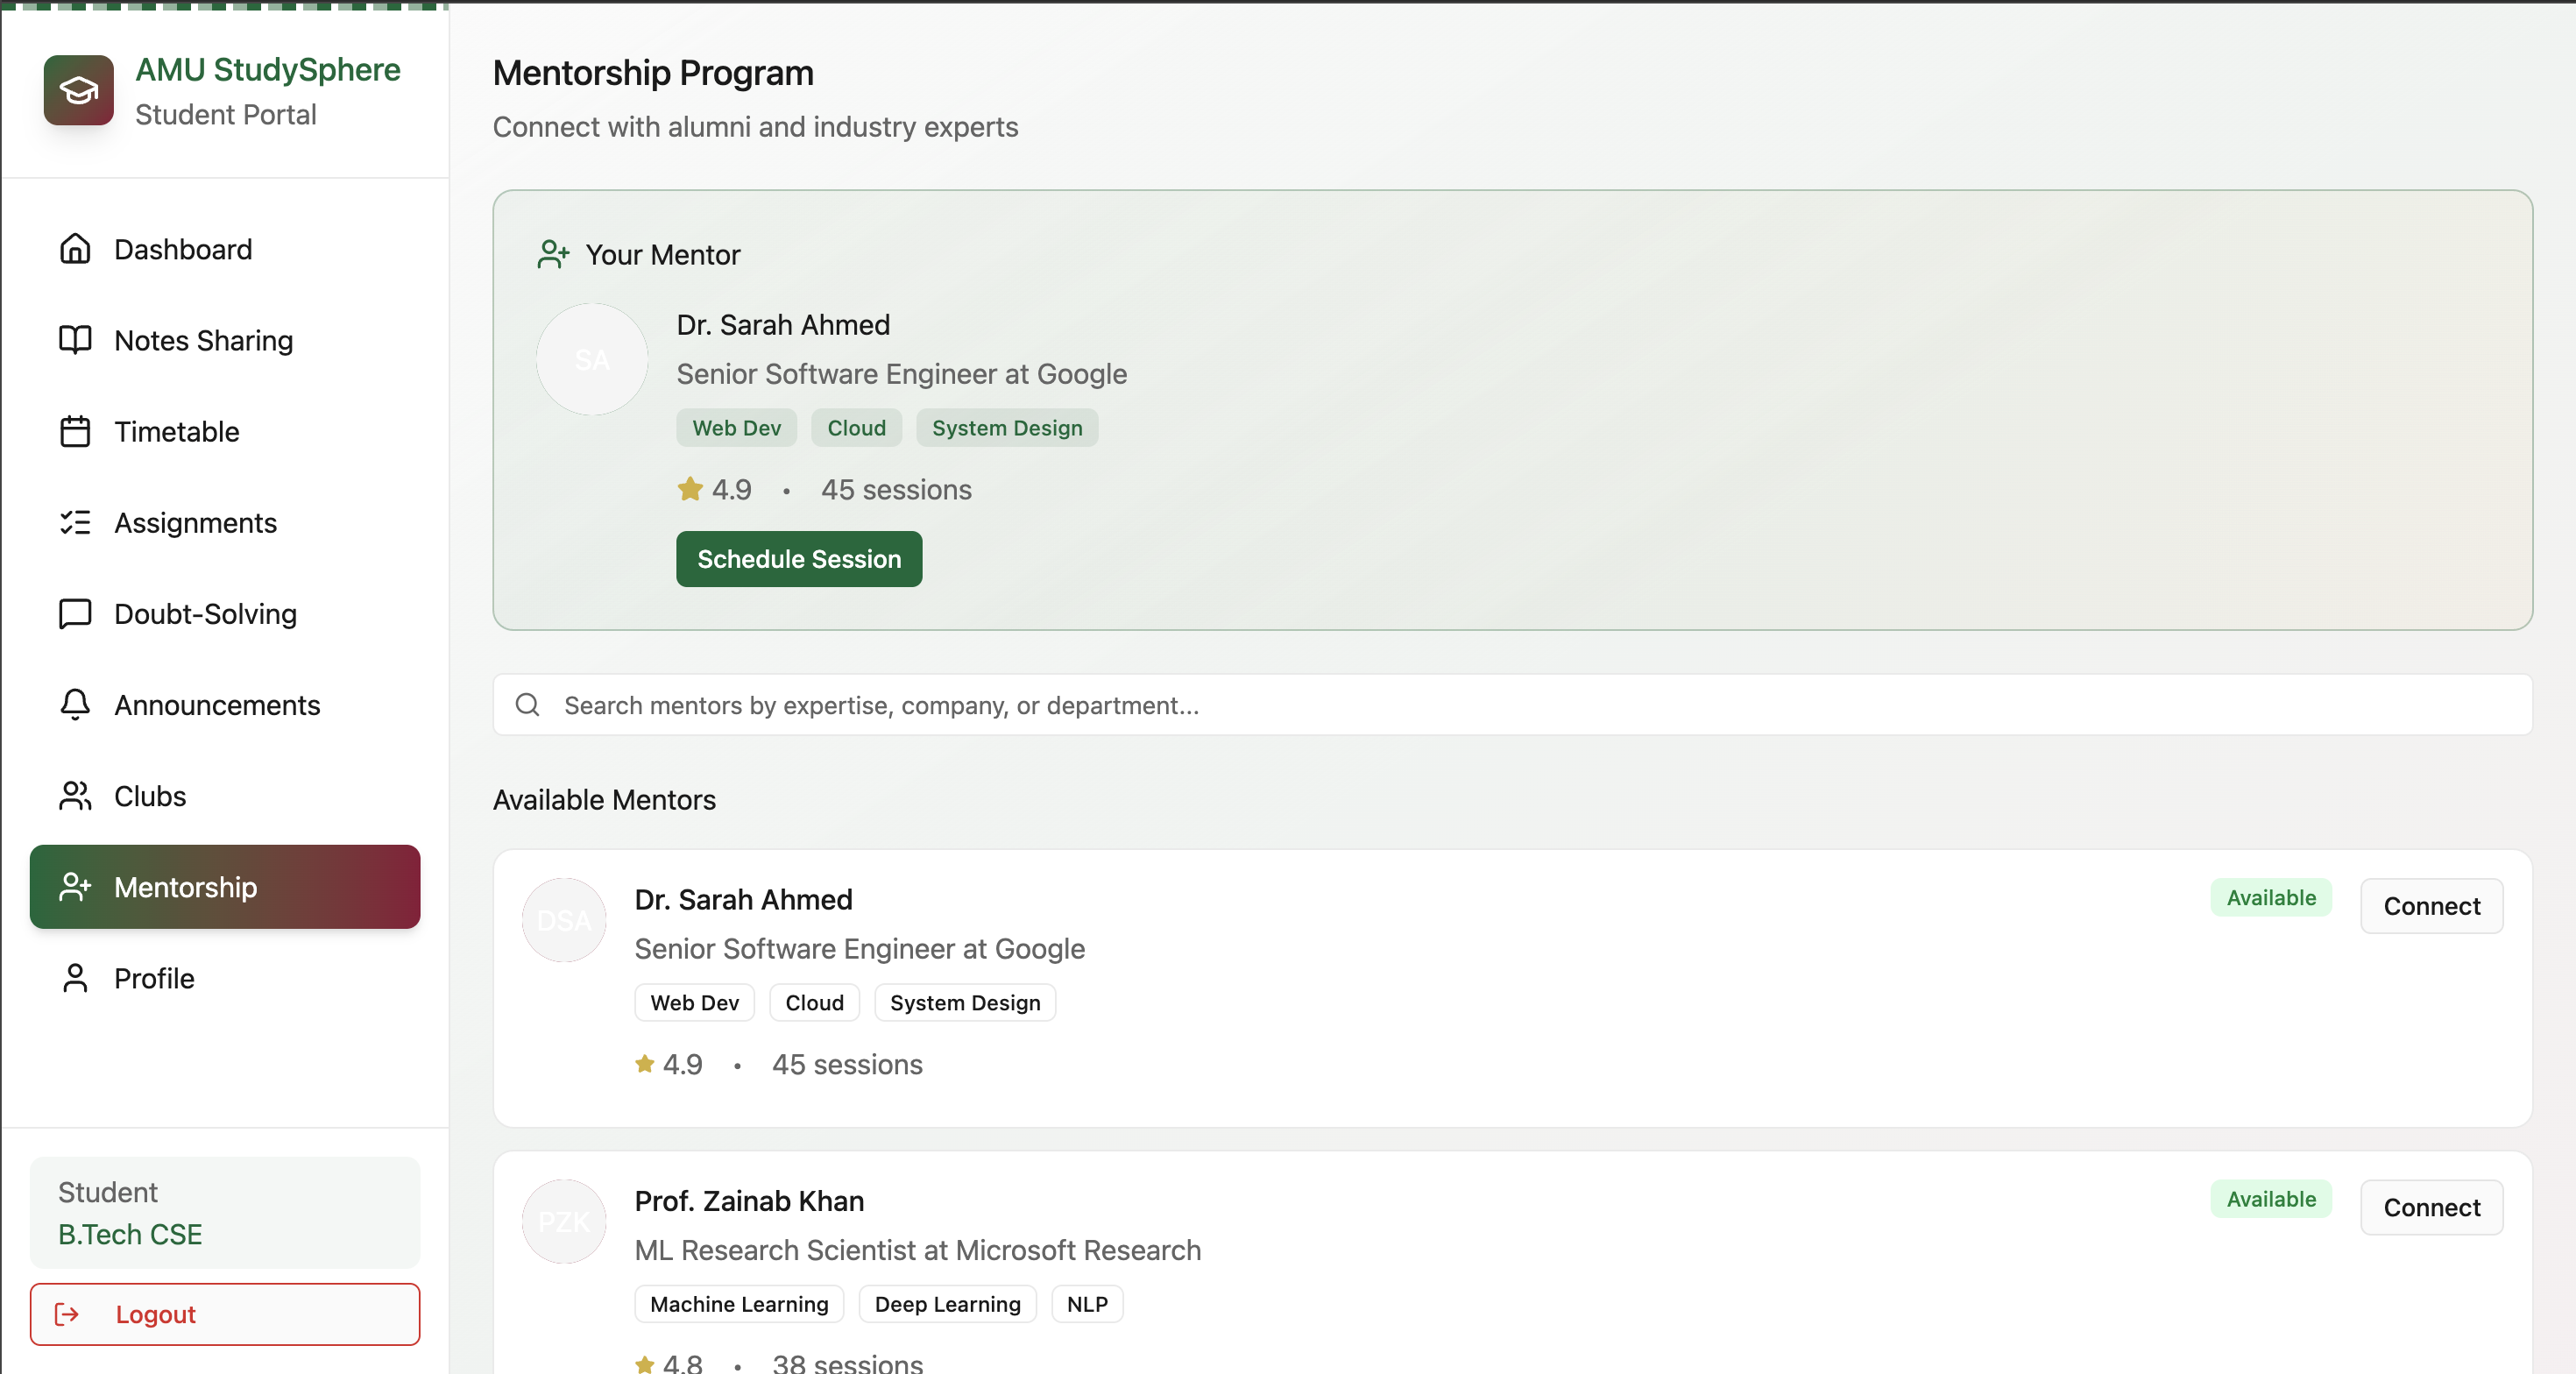 AMU StudySphere
Student Portal
Dashboard
Notes Sharing
Timetable
Assignments
Doubt-Solving
Announcements
Clubs
Mentorship
Profile
Student
B.Tech CSE
Logout
Mentorship Program
Connect with alumni and industry experts
Your Mentor
SA
Dr. Sarah Ahmed
Senior Software Engineer at Google
Web Dev Cloud System Design
4.9 • 45 sessions
Schedule Session
Search mentors by expertise, company, or department...
Available Mentors
DSA
Dr. Sarah Ahmed
Available Connect
Senior Software Engineer at Google
Web Dev Cloud System Design
4.9 • 45 sessions
PZK
Prof. Zainab Khan
Available Connect
ML Research Scientist at Microsoft Research
Machine Learning Deep Learning NLP
4.8 • 38 sessions